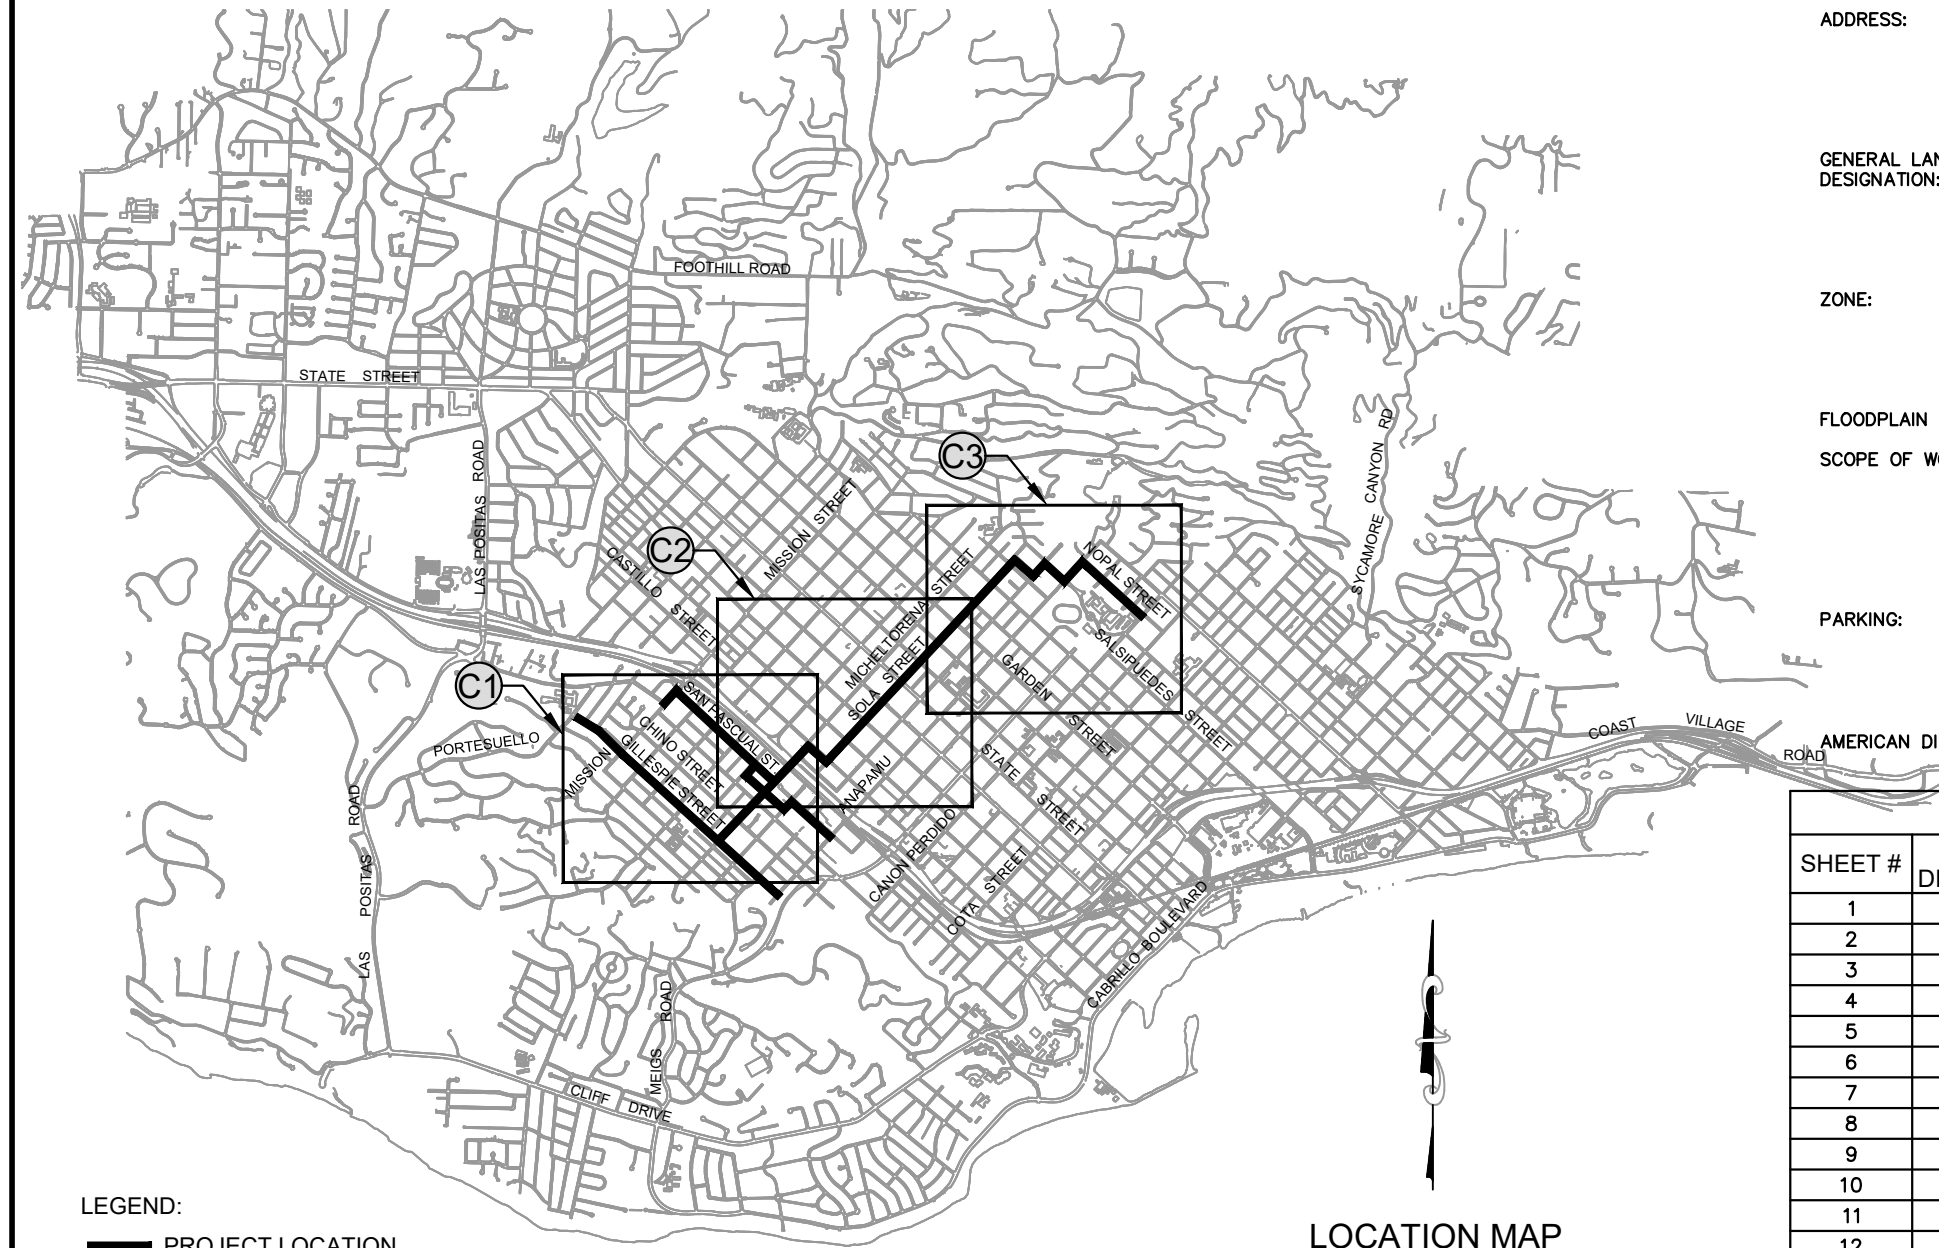 ADDRESS:
GENERAL LAN
DESIGNATION:
FOOTHILL ROAD
ZONE:
STATE STREET
FLOODPLAIN
SCOPE OF W
SYCAMORE CANYON RD
LAS POSITAS ROAD
C3
C2
C1
MISSION STREET
CASTILLO STREET
MICHELTORENA STREET
NOPAL STREET
SOLA STREET
SALSIPUEDES STREET
GARDEN STREET
PARKING:
SAN PASCUAL ST
CHINO STREET
GILLESPIE STREET
PORTESUELLO
MISSION
ANAPAMU
STATE STREET
CANON PERDIDO
COTA STREET
COAST VILLAGE ROAD
AMERICAN DI
LAS POSITAS ROAD
CABRILLO BOULEVARD
MEIGS ROAD
CLIFF DRIVE
SHEET #
1
2
3
4
5
6
7
8
9
10
11
12
LEGEND:
PROJECT LOCATION
LOCATION MAP